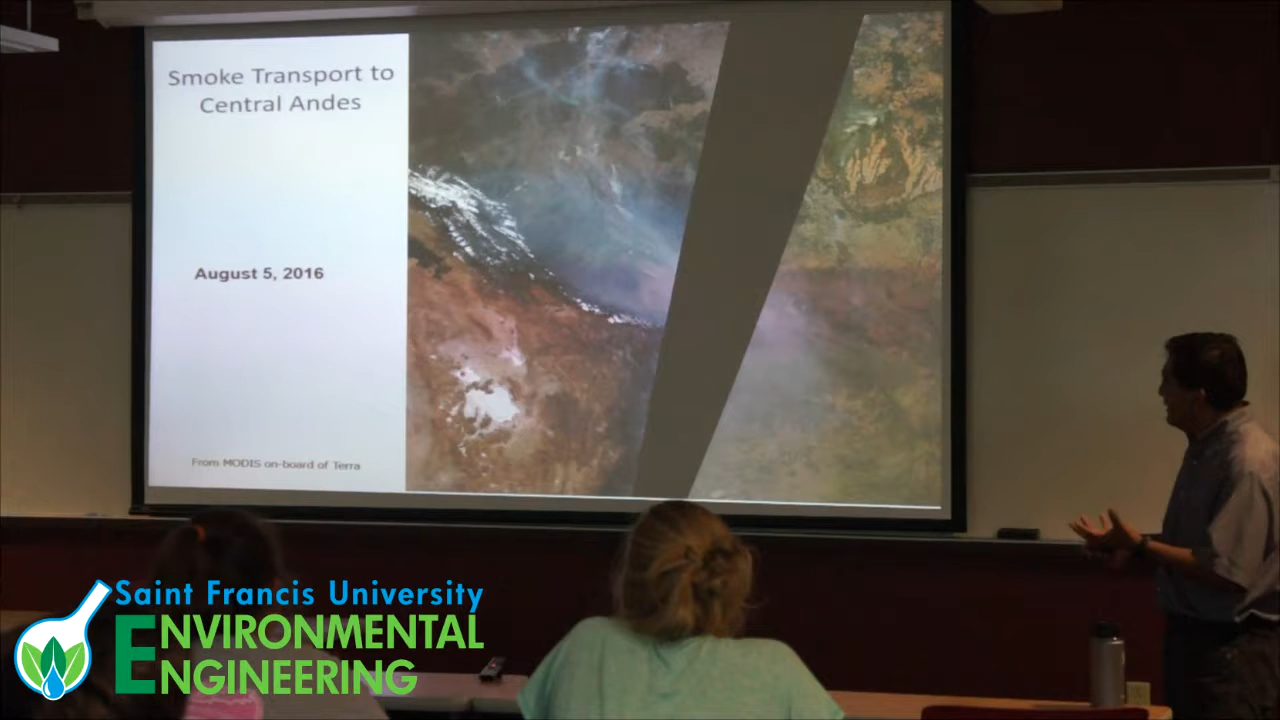 Smoke Transport to
Central Andes
August 5, 2016
From MODIS on-board of Terra
Saint Francis University
ENVIRONMENTAL
ENGINEERING